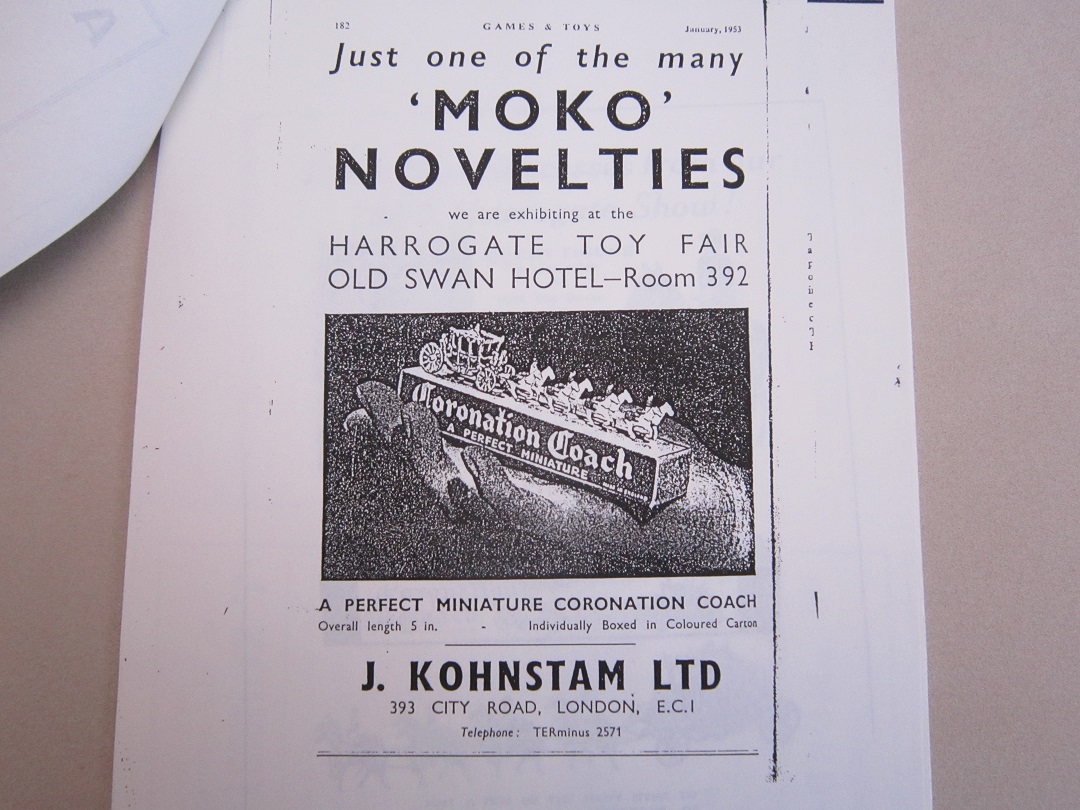 182 GAMES & TOYS January, 1953
Just one of the many
‘MOKO’
NOVELTIES
we are exhibiting at the
HARROGATE TOY FAIR
OLD SWAN HOTEL—Room 392
Coronation Coach
A PERFECT MINIATURE
A PERFECT MINIATURE CORONATION COACH
Overall length 5 in. - Individually Boxed in Coloured Carton
J. KOHNSTAM LTD
393 CITY ROAD, LONDON, E.C.1
Telephone: TERminus 2571